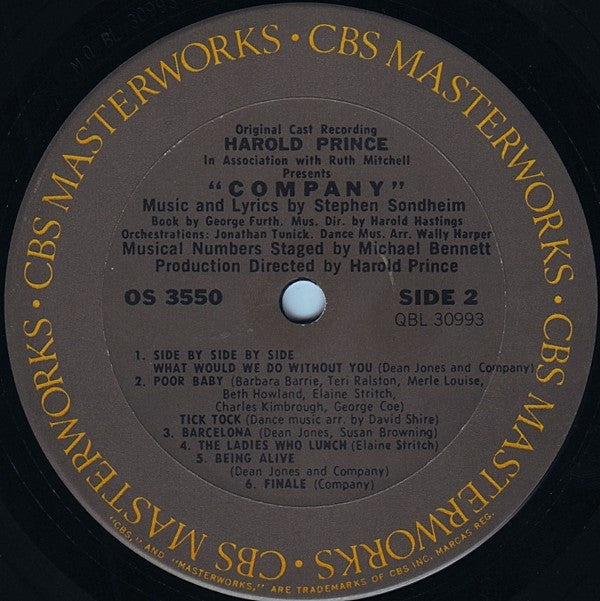 CBS MASTERWORKS · CBS MASTERWORKS · CBS MASTERWORKS · CBS MASTERWORKS ·
Original Cast Recording
HAROLD PRINCE
In Association with Ruth Mitchell
Presents
"COMPANY"
Music and Lyrics by Stephen Sondheim
Book by George Furth. Mus. Dir. by Harold Hastings
Orchestrations: Jonathan Tunick. Dance Mus. Arr. Wally Harper
Musical Numbers Staged by Michael Bennett
Production Directed by Harold Prince
OS 3550
SIDE 2
QBL 30993
1. SIDE BY SIDE BY SIDE
WHAT WOULD WE DO WITHOUT YOU (Dean Jones and Company)
2. POOR BABY (Barbara Barrie, Teri Ralston, Merle Louise,
Beth Howland, Elaine Stritch,
Charles Kimbrough, George Coe)
TICK TOCK (Dance music arr. by David Shire)
3. BARCELONA (Dean Jones, Susan Browning)
4. THE LADIES WHO LUNCH (Elaine Stritch)
5. BEING ALIVE
(Dean Jones and Company)
6. FINALE (Company)
"CBS," AND "MASTERWORKS," ARE TRADEMARKS OF CBS INC. MARCAS REG.